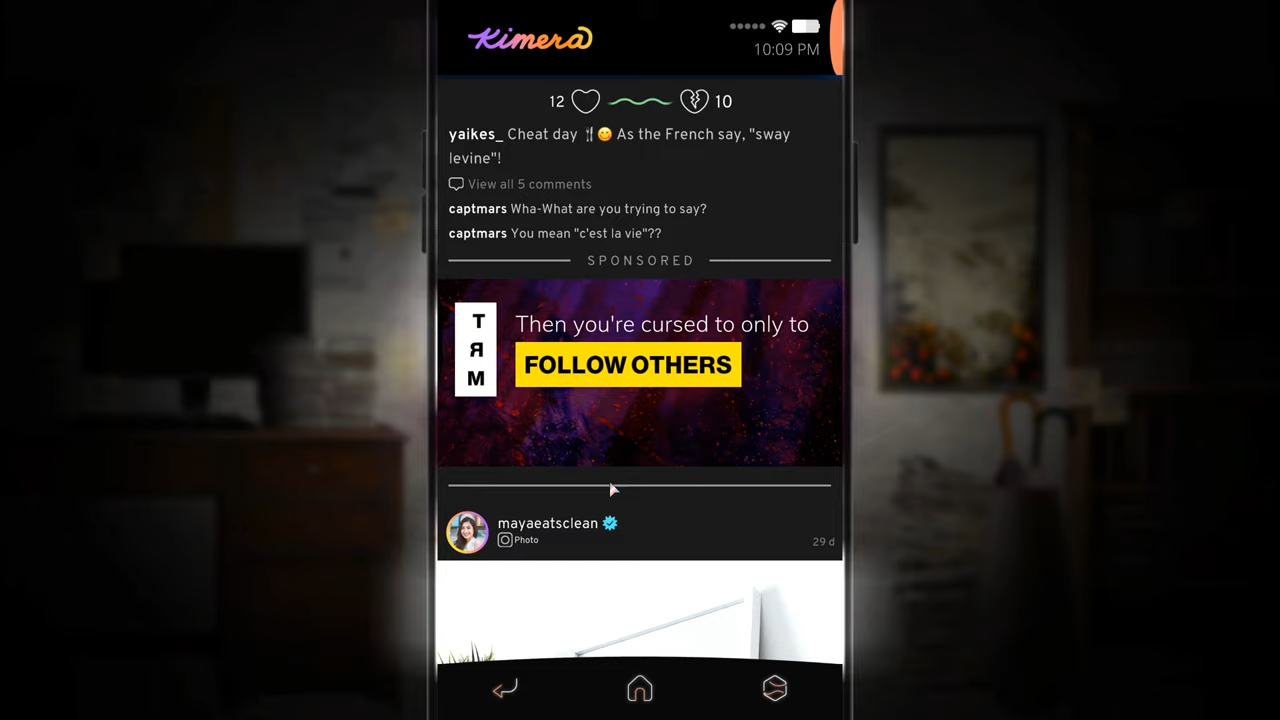 Kimera
10:09 PM
12 10
yaikes_ Cheat day 🍴😋 As the French say, "sway
levine"!
View all 5 comments
captmars Wha-What are you trying to say?
captmars You mean "c'est la vie"??
SPONSORED
T
Я
M
Then you're cursed to only to
FOLLOW OTHERS
mayaeatsclean
Photo
29 d